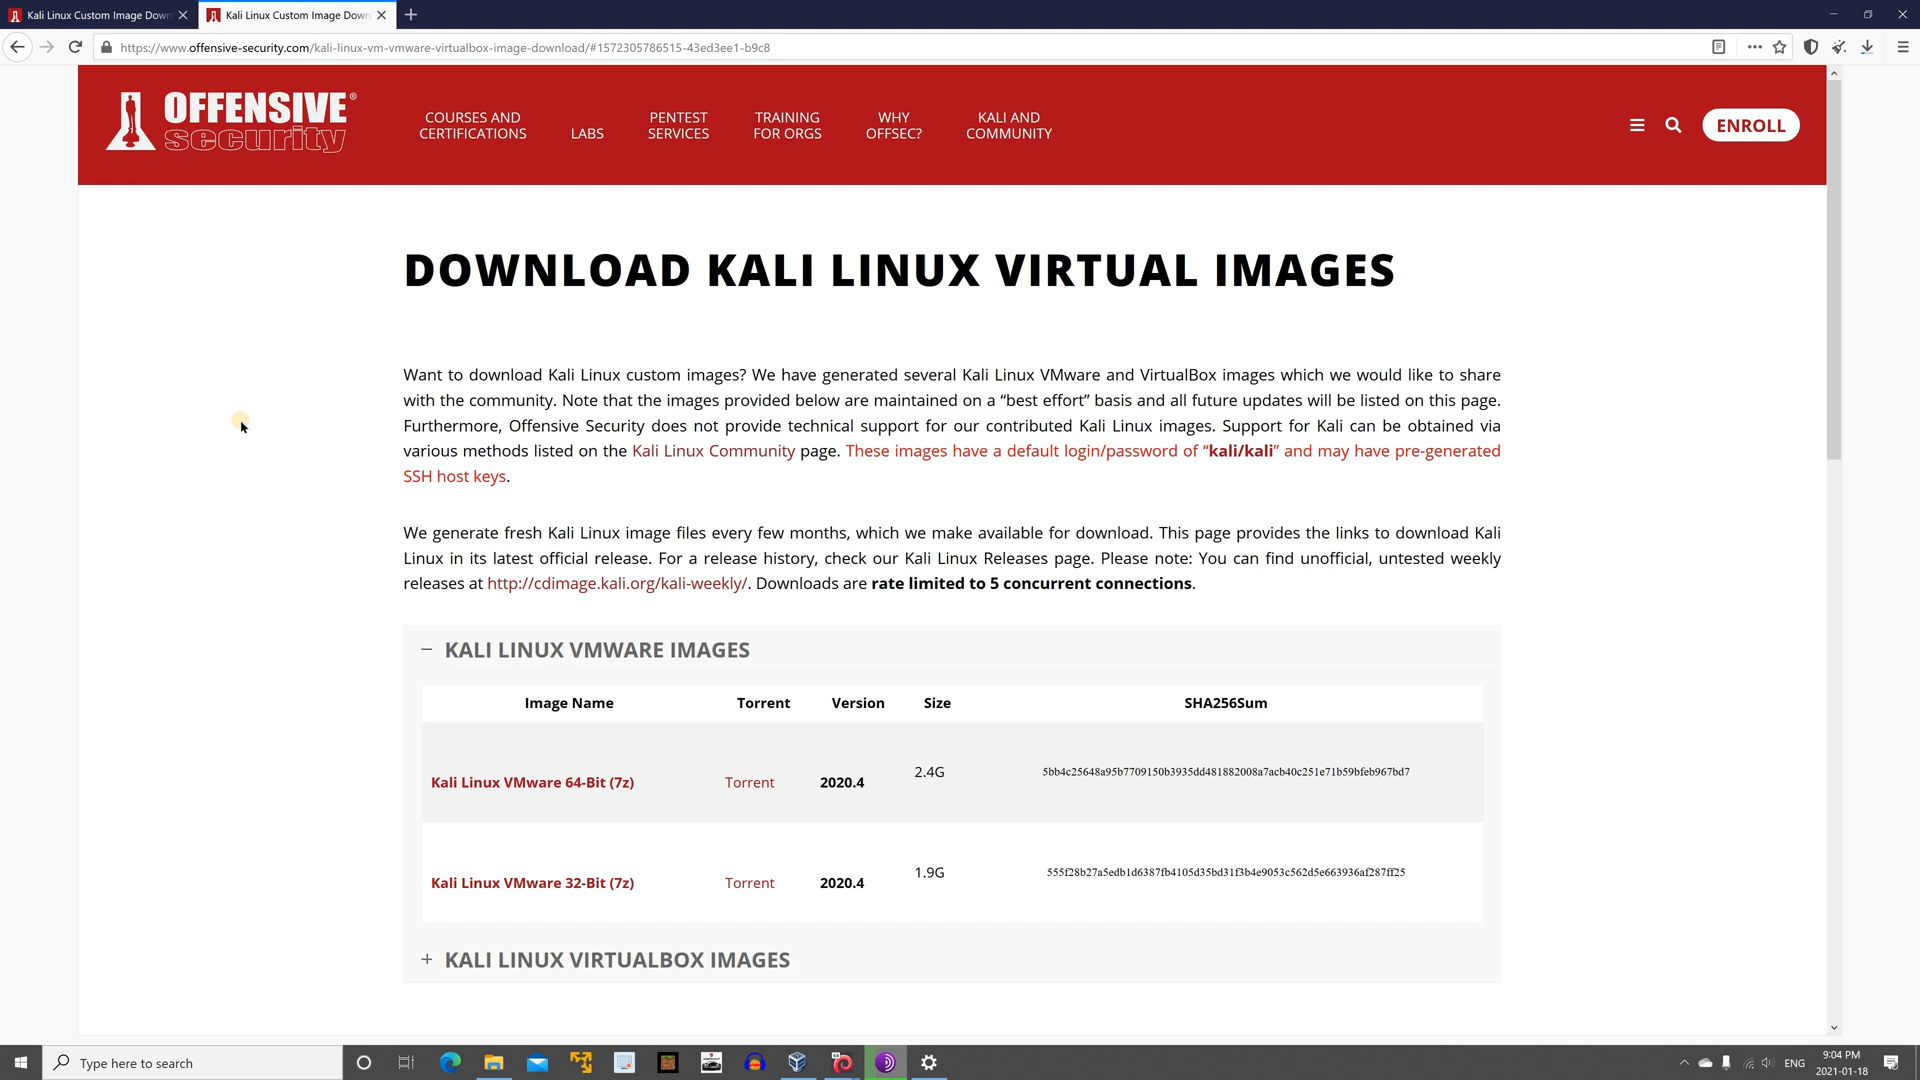 Kali Linux Custom Image Down
Kali Linux Custom Image Down
https://www.offensive-security.com/kali-linux-vm-vmware-virtualbox-image-download/#1572305786515-43ed3ee1-b9c8
OFFENSIVE®
security
COURSES AND
CERTIFICATIONS
LABS
PENTEST
SERVICES
TRAINING
FOR ORGS
WHY
OFFSEC?
KALI AND
COMMUNITY
ENROLL
DOWNLOAD KALI LINUX VIRTUAL IMAGES
Want to download Kali Linux custom images? We have generated several Kali Linux VMware and VirtualBox images which we would like to share
with the community. Note that the images provided below are maintained on a “best effort” basis and all future updates will be listed on this page.
Furthermore, Offensive Security does not provide technical support for our contributed Kali Linux images. Support for Kali can be obtained via
various methods listed on the Kali Linux Community page. These images have a default login/password of “kali/kali” and may have pre-generated
SSH host keys.
We generate fresh Kali Linux image files every few months, which we make available for download. This page provides the links to download Kali
Linux in its latest official release. For a release history, check our Kali Linux Releases page. Please note: You can find unofficial, untested weekly
releases at http://cdimage.kali.org/kali-weekly/. Downloads are rate limited to 5 concurrent connections.
− KALI LINUX VMWARE IMAGES
Image Name Torrent Version Size SHA256Sum
Kali Linux VMware 64-Bit (7z) Torrent 2020.4 2.4G 5bb4c25648a95b7709150b3935dd481882008a7acb40c251e71b59bfeb967bd7
Kali Linux VMware 32-Bit (7z) Torrent 2020.4 1.9G 555f28b27a5edb1d6387fb4105d35bd31f3b4e9053c562d5e663936af287ff25
+ KALI LINUX VIRTUALBOX IMAGES
Type here to search
ENG
9:04 PM
2021-01-18